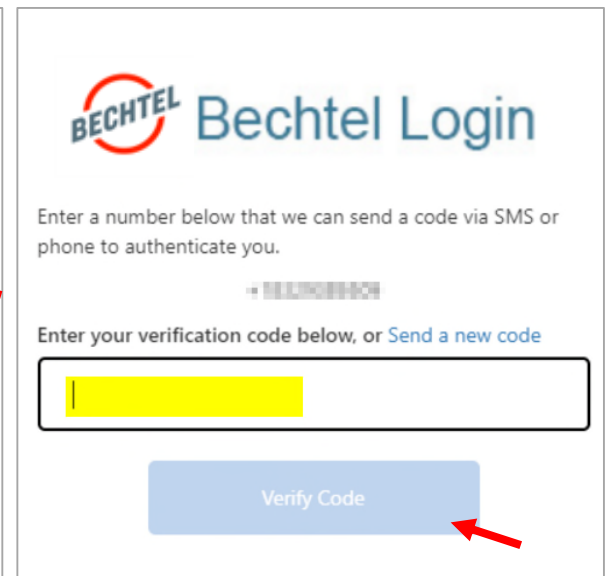 BECHTEL Bechtel Login
Enter a number below that we can send a code via SMS or
phone to authenticate you.
Enter your verification code below, or Send a new code
Verify Code